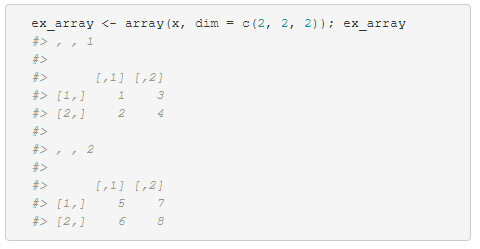 ex_array <- array(x, dim = c(2, 2, 2)); ex_array
#> , , 1
#>
#>      [,1] [,2]
#> [1,]    1    3
#> [2,]    2    4
#>
#> , , 2
#>
#>      [,1] [,2]
#> [1,]    5    7
#> [2,]    6    8